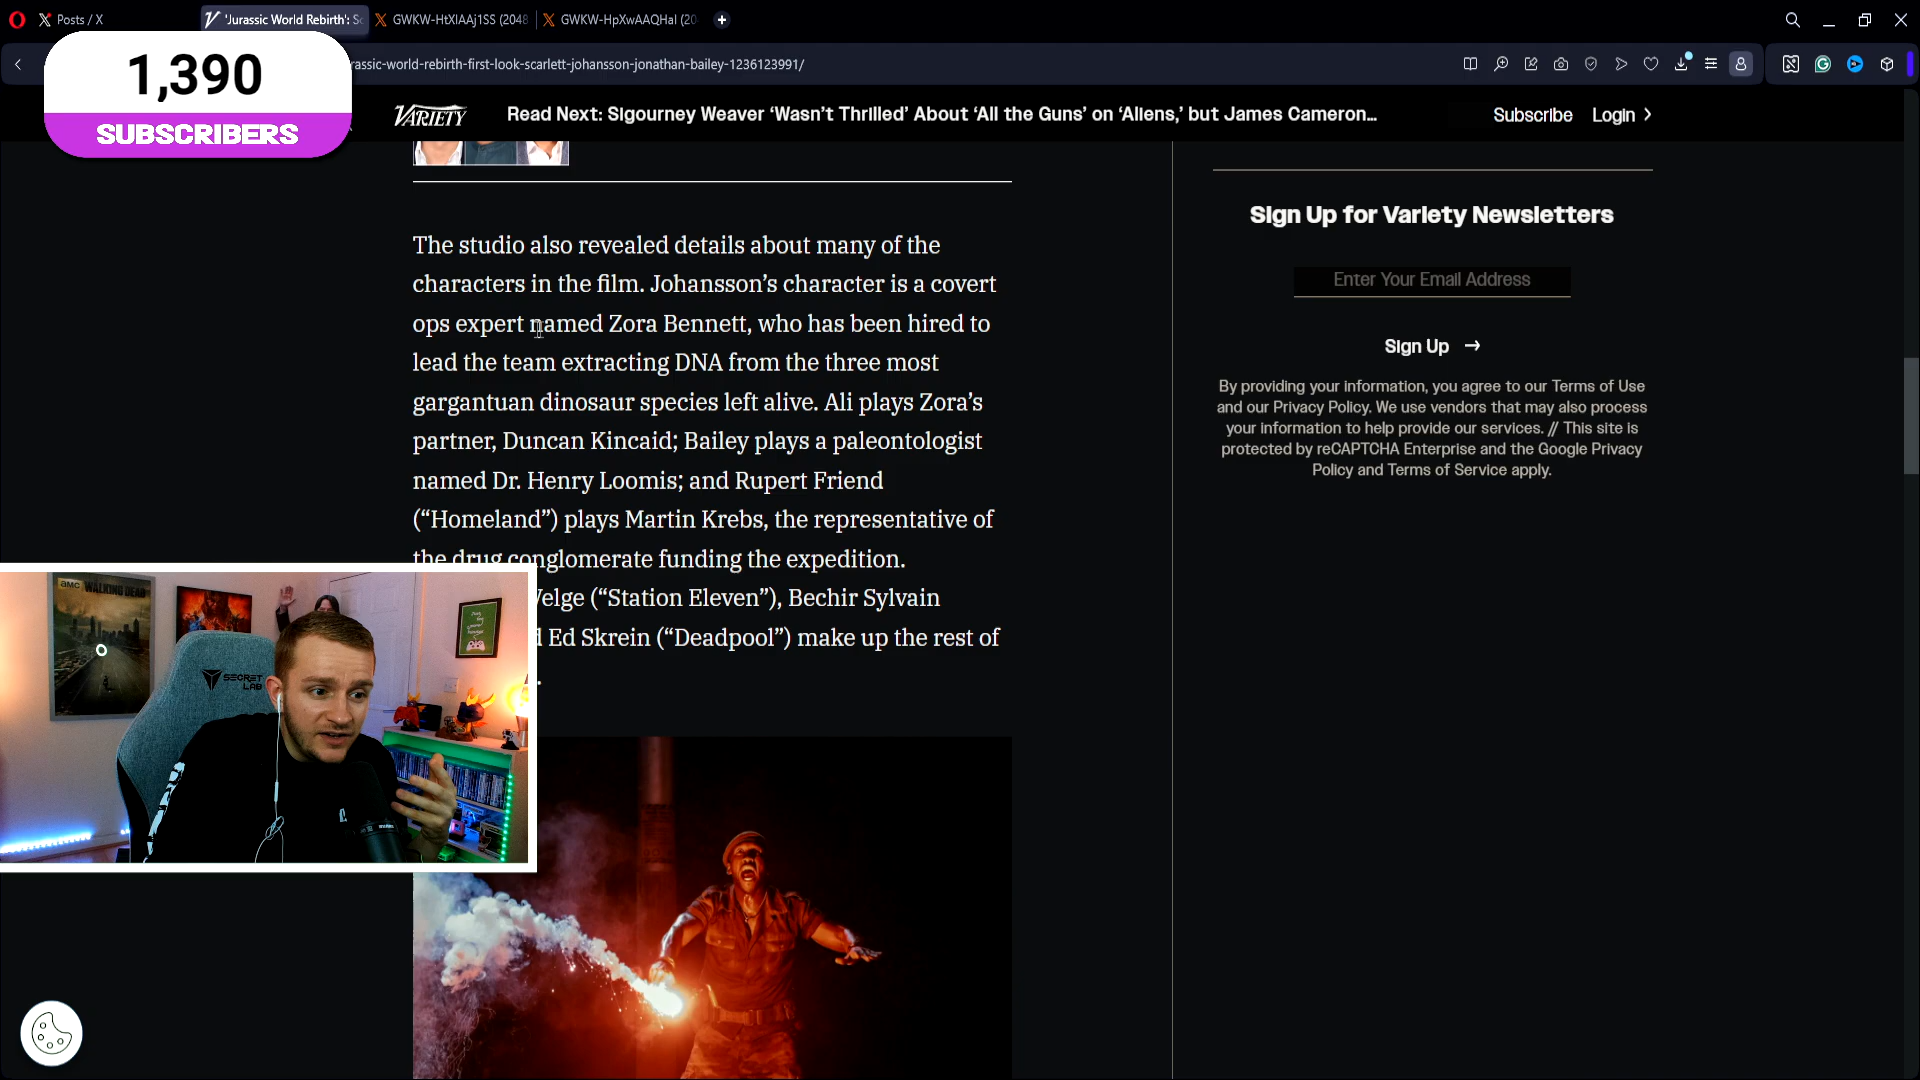 Posts / X
'Jurassic World Rebirth': Sc
GWKW-HtXIAAj1SS (2048
GWKW-HpXwAAQHaI (20
1,390
SUBSCRIBERS
rassic-world-rebirth-first-look-scarlett-johansson-jonathan-bailey-1236123991/
VARIETY
Read Next: Sigourney Weaver ‘Wasn’t Thrilled’ About ‘All the Guns’ on ‘Aliens,’ but James Cameron...
Subscribe
Login
The studio also revealed details about many of the
characters in the film. Johansson’s character is a covert
ops expert named Zora Bennett, who has been hired to
lead the team extracting DNA from the three most
gargantuan dinosaur species left alive. Ali plays Zora’s
partner, Duncan Kincaid; Bailey plays a paleontologist
named Dr. Henry Loomis; and Rupert Friend
(“Homeland”) plays Martin Krebs, the representative of
the drug conglomerate funding the expedition.
Velge (“Station Eleven”), Bechir Sylvain
d Ed Skrein (“Deadpool”) make up the rest of
.
Sign Up for Variety Newsletters
Enter Your Email Address
Sign Up →
By providing your information, you agree to our Terms of Use
and our Privacy Policy. We use vendors that may also process
your information to help provide our services. // This site is
protected by reCAPTCHA Enterprise and the Google Privacy
Policy and Terms of Service apply.
amc
WALKING DEAD
SECRET
LAB